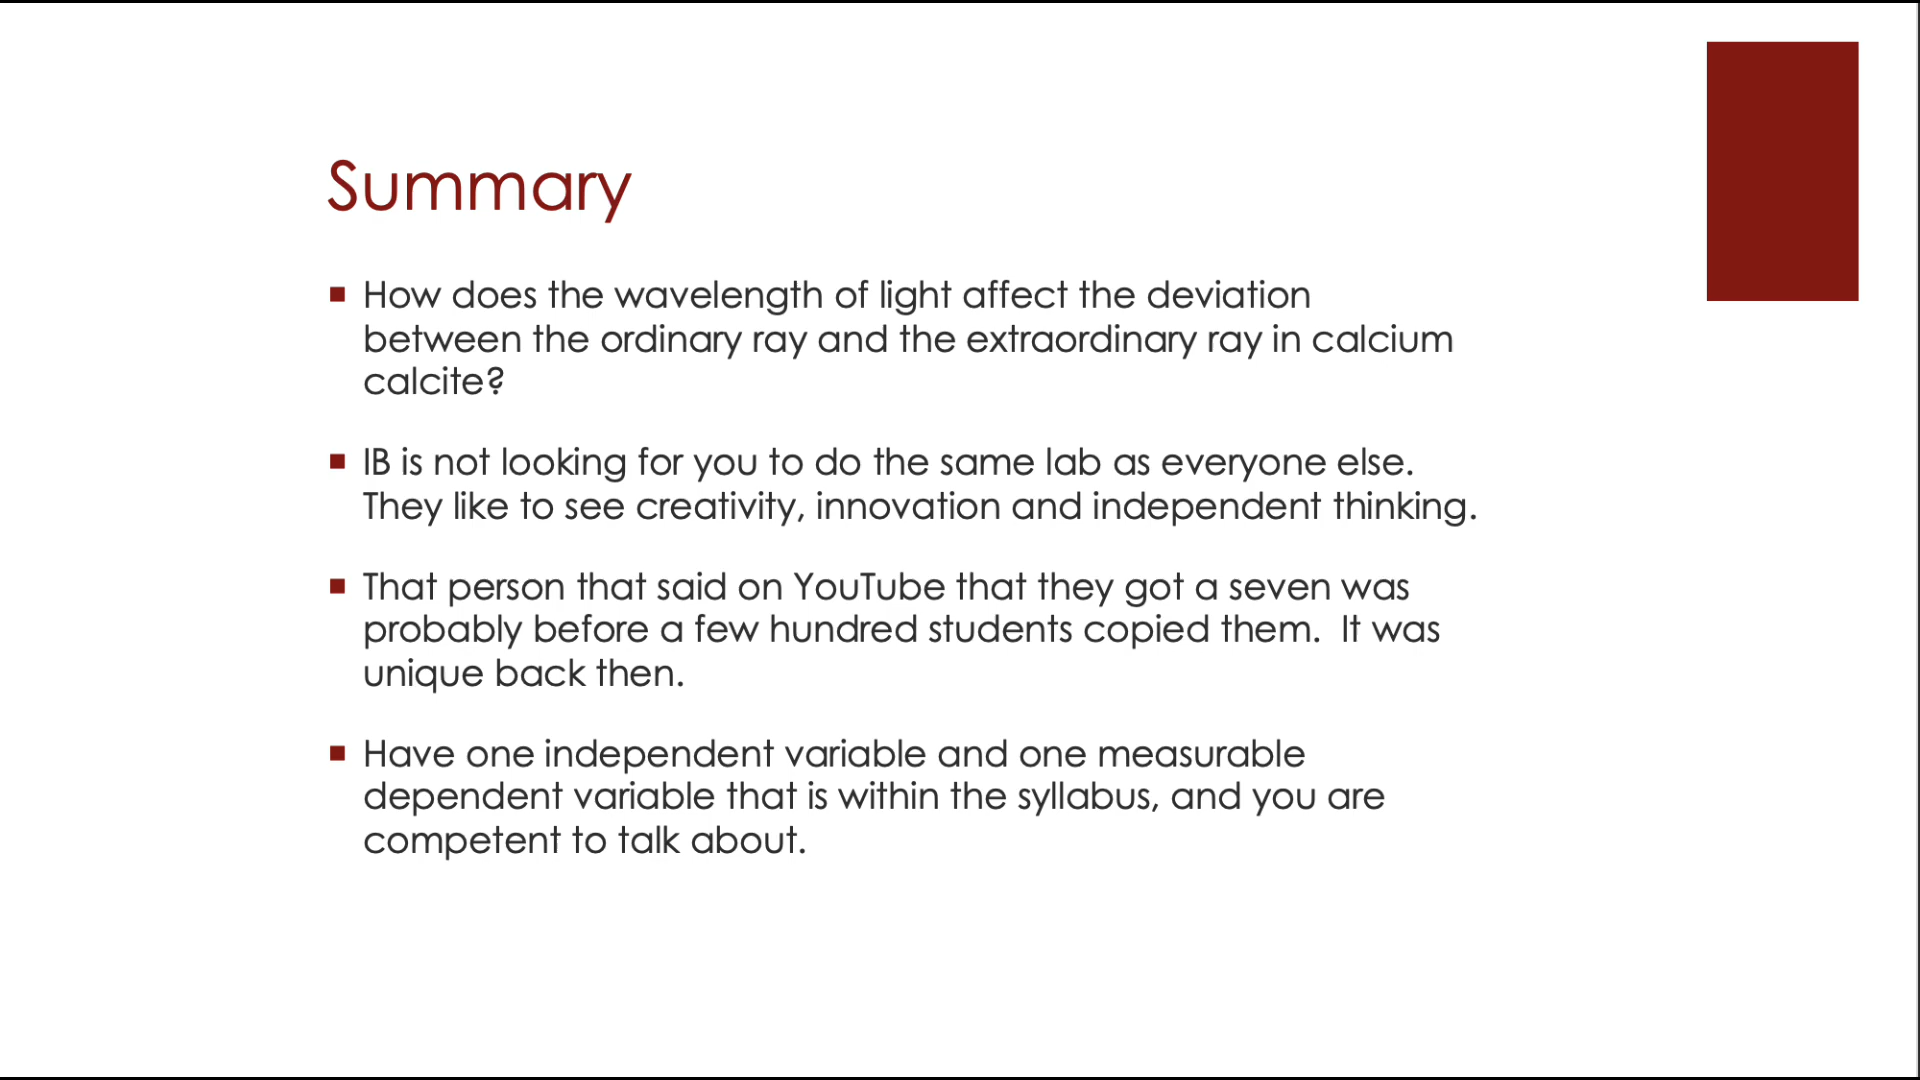 Summary
How does the wavelength of light affect the deviation
between the ordinary ray and the extraordinary ray in calcium
calcite?
IB is not looking for you to do the same lab as everyone else.
They like to see creativity, innovation and independent thinking.
That person that said on YouTube that they got a seven was
probably before a few hundred students copied them.  It was
unique back then.
Have one independent variable and one measurable
dependent variable that is within the syllabus, and you are
competent to talk about.